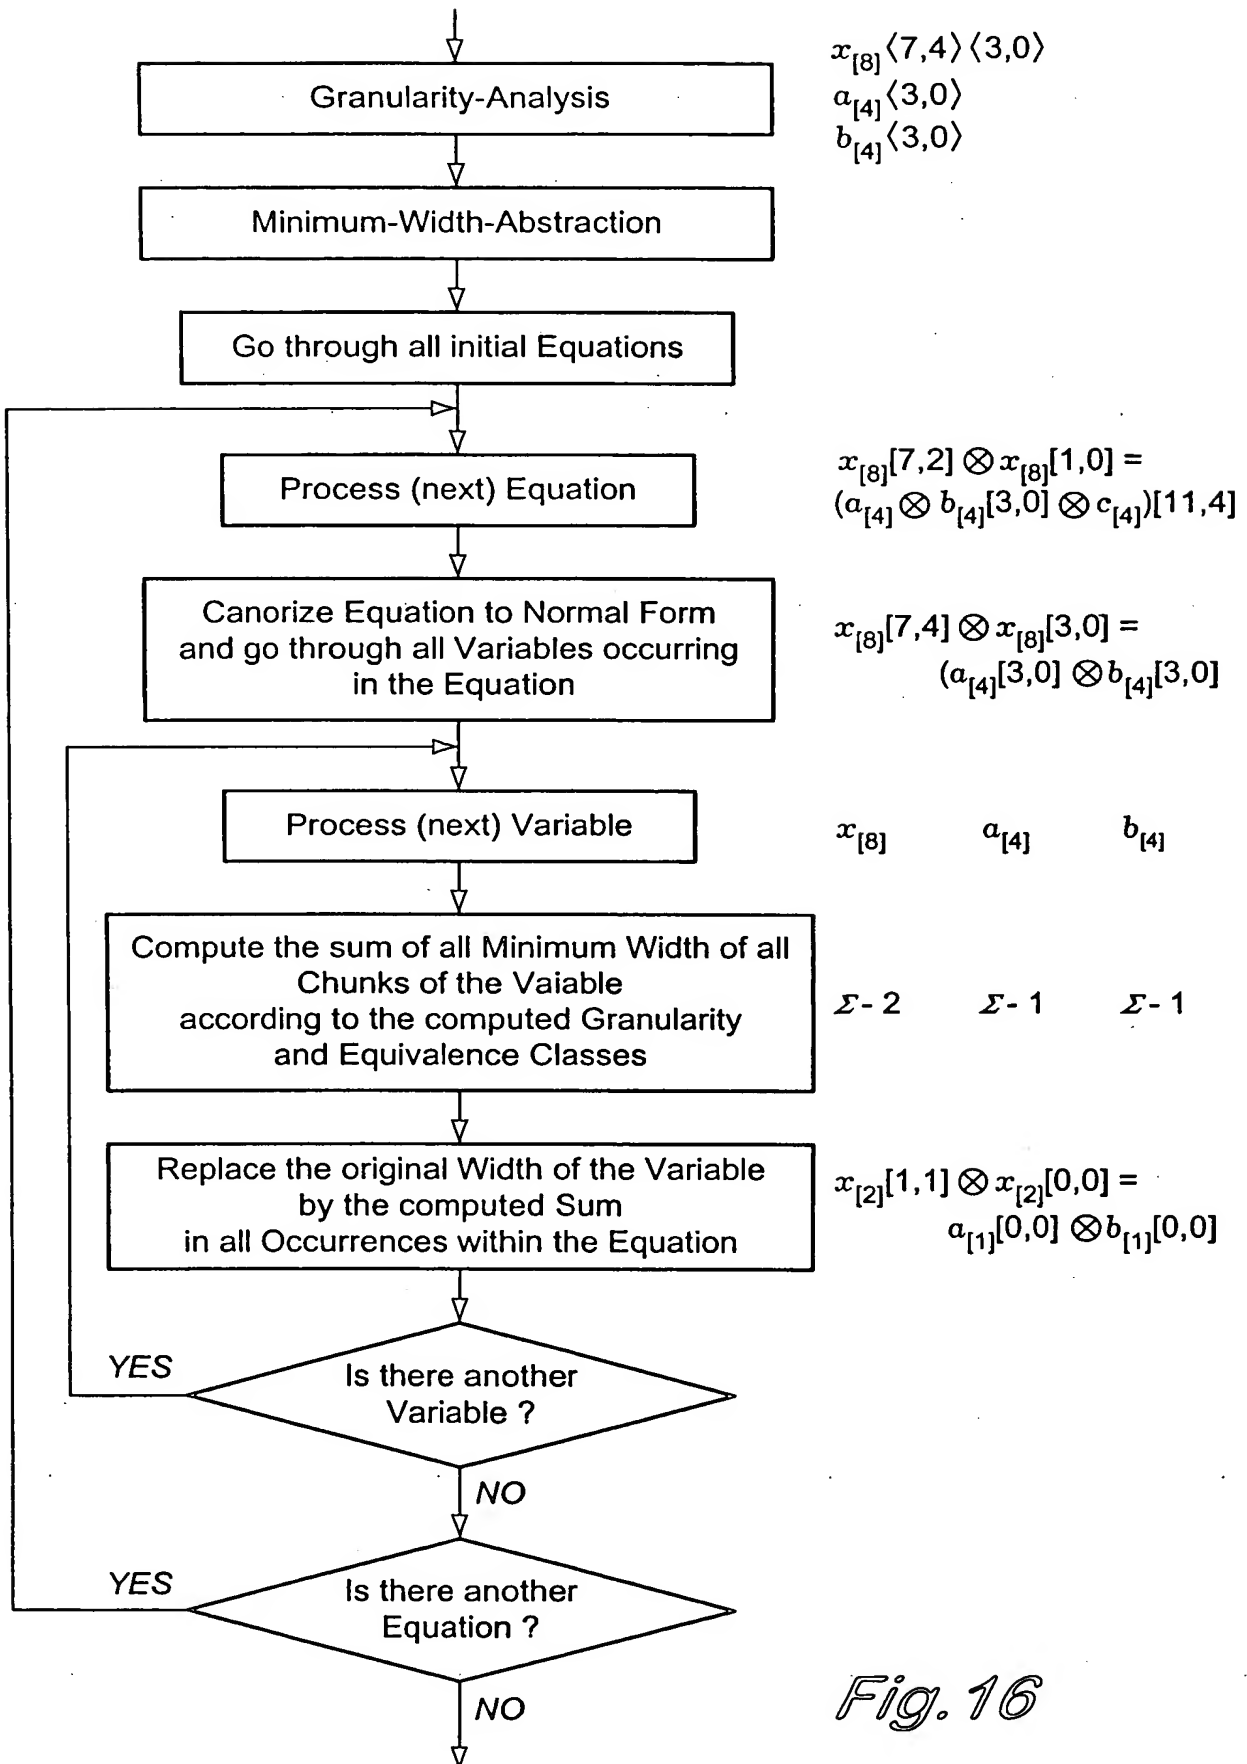 x[8]⟨7,4⟩⟨3,0⟩
Granularity-Analysis
a[4]⟨3,0⟩
b[4]⟨3,0⟩
Minimum-Width-Abstraction
Go through all initial Equations
Process (next) Equation
x[8][7,2] ⊗ x[8][1,0] =
(a[4] ⊗ b[4][3,0] ⊗ c[4])[11,4]
Canorize Equation to Normal Form
and go through all Variables occurring
in the Equation
x[8][7,4] ⊗ x[8][3,0] =
(a[4][3,0] ⊗ b[4][3,0]
Process (next) Variable
x[8] a[4] b[4]
Compute the sum of all Minimum Width of all
Chunks of the Vaiable
according to the computed Granularity
and Equivalence Classes
Σ- 2 Σ- 1 Σ- 1
Replace the original Width of the Variable
by the computed Sum
in all Occurrences within the Equation
x[2][1,1] ⊗ x[2][0,0] =
a[1][0,0] ⊗ b[1][0,0]
YES
Is there another
Variable ?
NO
YES
Is there another
Equation ?
NO
Fig. 16